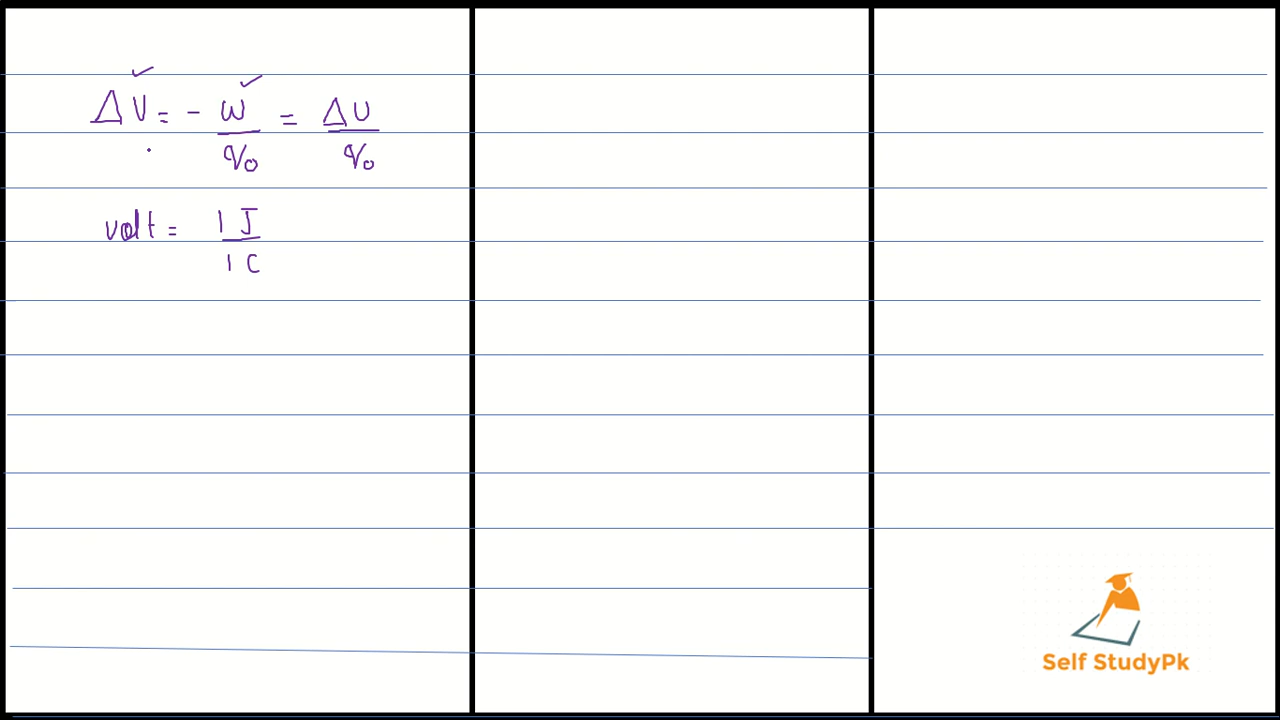 ΔV = - W/q₀ = ΔU/q₀
volt = 1 J/1 C
Self StudyPk